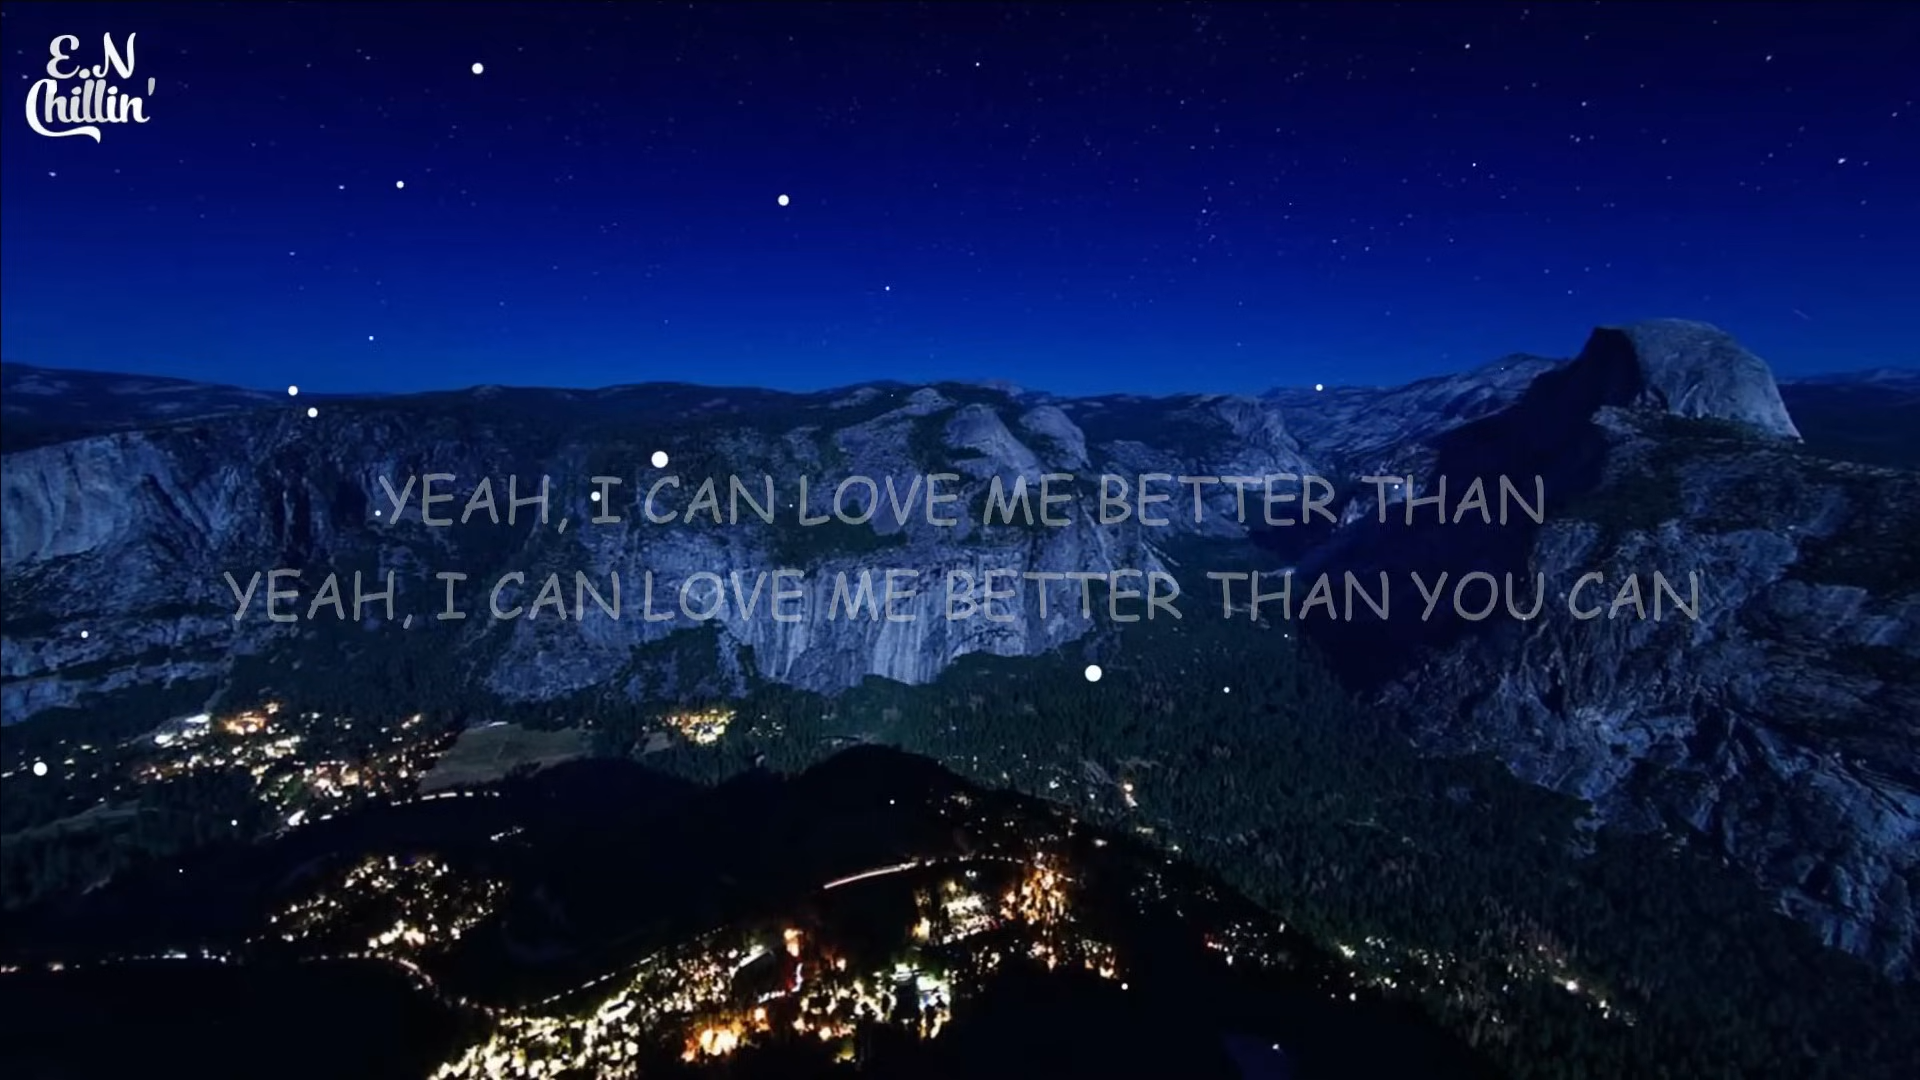 E.N
Chillin'
YEAH, I CAN LOVE ME BETTER THAN
YEAH, I CAN LOVE ME BETTER THAN YOU CAN